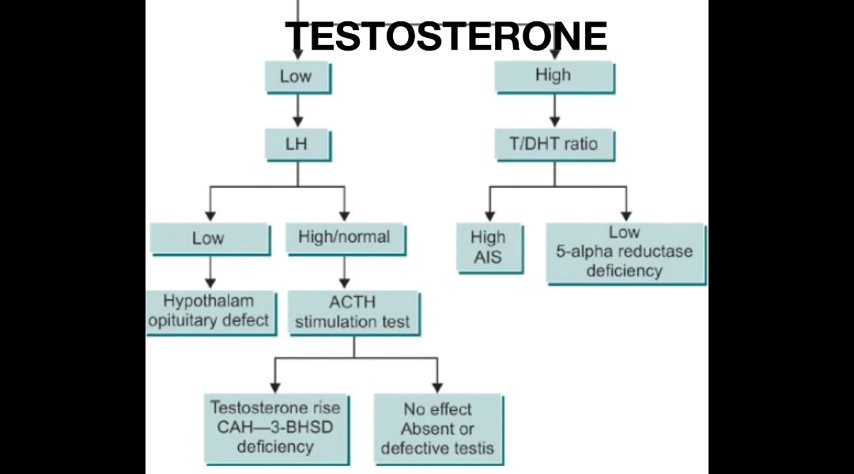 TESTOSTERONE
Low
High
LH
T/DHT ratio
Low
High/normal
High
AIS
Low
5-alpha reductase
deficiency
Hypothalam
opituitary defect
ACTH
stimulation test
Testosterone rise
CAH—3-BHSD
deficiency
No effect
Absent or
defective testis